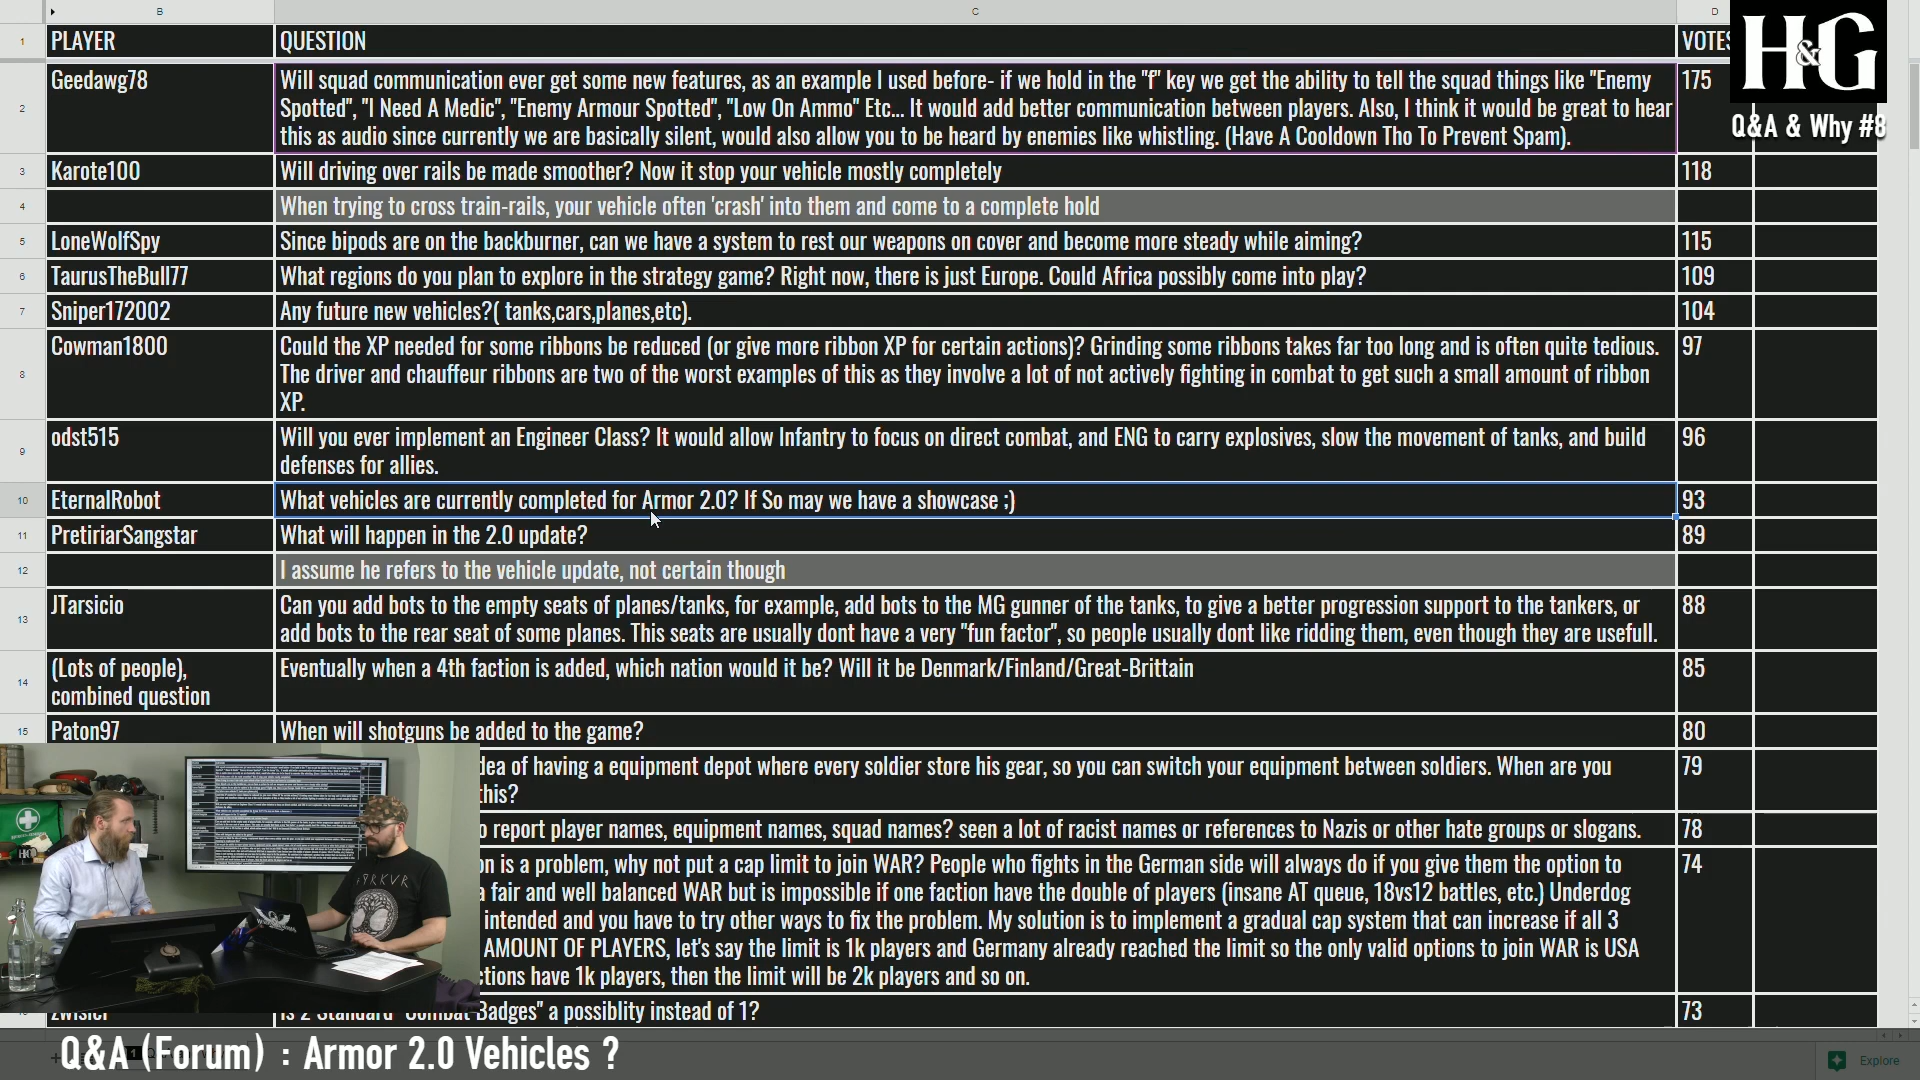 B C D
1 PLAYER QUESTION VOTES
H&G
Q&A & Why #8
2 Geedawg78 Will squad communication ever get some new features, as an example I used before- if we hold in the "f" key we get the ability to tell the squad things like "Enemy 175
Spotted", "I Need A Medic", "Enemy Armour Spotted", "Low On Ammo" Etc... It would add better communication between players. Also, I think it would be great to hear
this as audio since currently we are basically silent, would also allow you to be heard by enemies like whistling. (Have A Cooldown Tho To Prevent Spam).
3 Karote100 Will driving over rails be made smoother? Now it stop your vehicle mostly completely 118
4 When trying to cross train-rails, your vehicle often 'crash' into them and come to a complete hold
5 LoneWolfSpy Since bipods are on the backburner, can we have a system to rest our weapons on cover and become more steady while aiming? 115
6 TaurusTheBull77 What regions do you plan to explore in the strategy game? Right now, there is just Europe. Could Africa possibly come into play? 109
7 Sniper172002 Any future new vehicles?( tanks,cars,planes,etc). 104
8 Cowman1800 Could the XP needed for some ribbons be reduced (or give more ribbon XP for certain actions)? Grinding some ribbons takes far too long and is often quite tedious. 97
The driver and chauffeur ribbons are two of the worst examples of this as they involve a lot of not actively fighting in combat to get such a small amount of ribbon
XP.
9 odst515 Will you ever implement an Engineer Class? It would allow Infantry to focus on direct combat, and ENG to carry explosives, slow the movement of tanks, and build 96
defenses for allies.
10 EternalRobot What vehicles are currently completed for Armor 2.0? If So may we have a showcase ;) 93
11 PretiriarSangstar What will happen in the 2.0 update? 89
12 I assume he refers to the vehicle update, not certain though
13 JTarsicio Can you add bots to the empty seats of planes/tanks, for example, add bots to the MG gunner of the tanks, to give a better progression support to the tankers, or 88
add bots to the rear seat of some planes. This seats are usually dont have a very "fun factor", so people usually dont like ridding them, even though they are usefull.
14 (Lots of people), Eventually when a 4th faction is added, which nation would it be? Will it be Denmark/Finland/Great-Brittain 85
combined question
15 Paton97 When will shotguns be added to the game? 80
dea of having a equipment depot where every soldier store his gear, so you can switch your equipment between soldiers. When are you 79
this?
o report player names, equipment names, squad names? seen a lot of racist names or references to Nazis or other hate groups or slogans. 78
on is a problem, why not put a cap limit to join WAR? People who fights in the German side will always do if you give them the option to 74
a fair and well balanced WAR but is impossible if one faction have the double of players (insane AT queue, 18vs12 battles, etc.) Underdog
intended and you have to try other ways to fix the problem. My solution is to implement a gradual cap system that can increase if all 3
AMOUNT OF PLAYERS, let's say the limit is 1k players and Germany already reached the limit so the only valid options to join WAR is USA
ctions have 1k players, then the limit will be 2k players and so on.
Is 2 Standard "Combat Badges" a possiblity instead of 1? 73
Q&A (Forum) : Armor 2.0 Vehicles ?
Explore